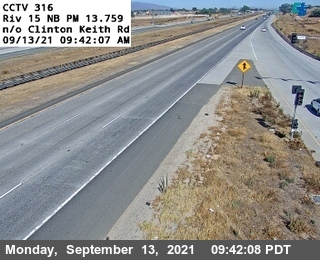 CCTV 316
Riv 15 NB PM 13.759
n/o Clinton Keith Rd
09/13/21 09:42:07 AM
Monday, September 13, 2021 09:42:08 PDT